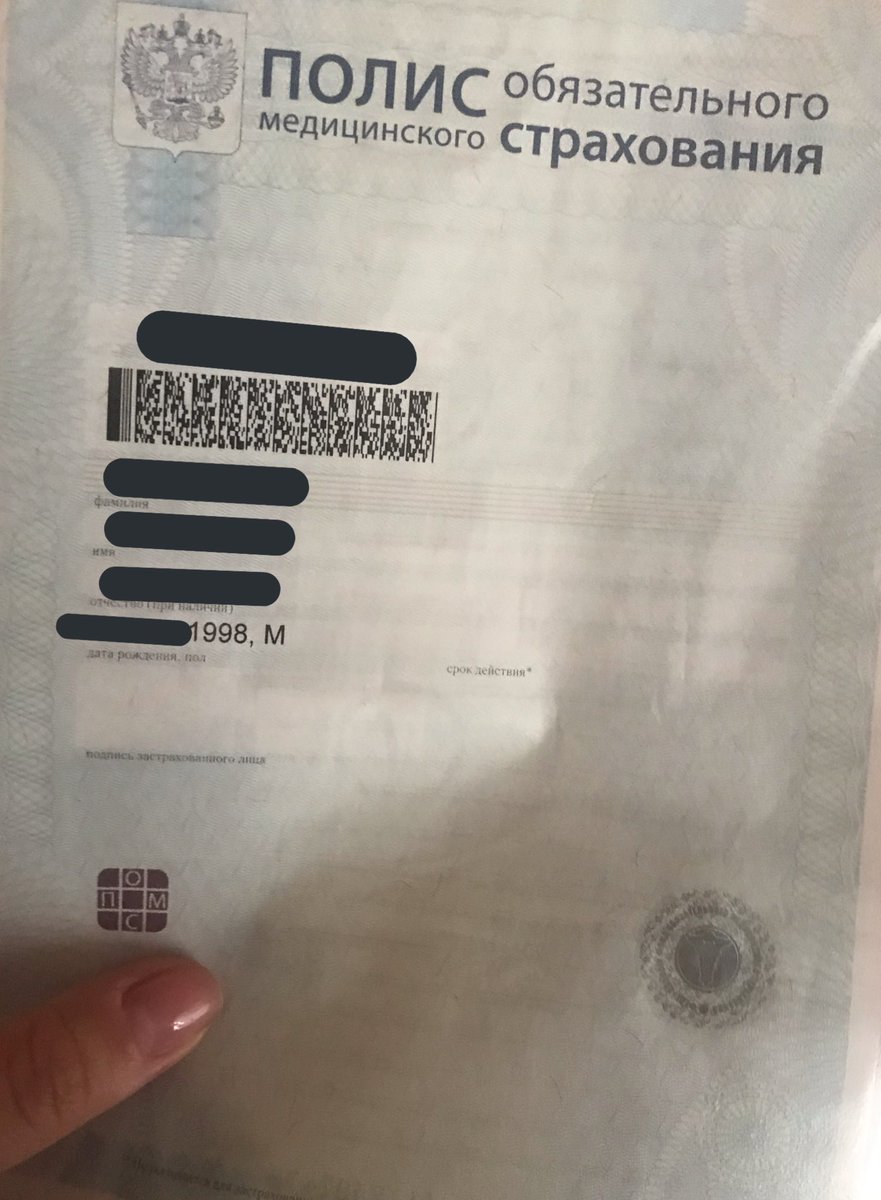 ПОЛИС обязательного
медицинского страхования
фамилия
имя
отчество (при наличии)
1998, М
дата рождения, пол
срок действия*
подпись застрахованного лица
О
П М
С